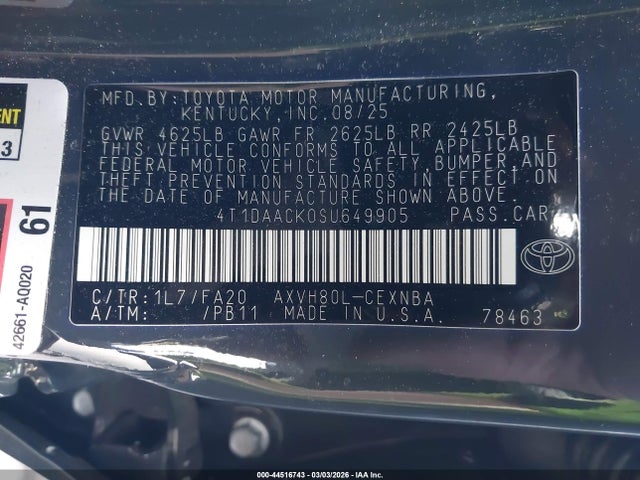 MFD.BY:TOYOTA MOTOR MANUFACTURING,
KENTUCKY,INC.08/25
GVWR 4625LB GAWR FR 2625LB RR 2425LB
THIS VEHICLE CONFORMS TO ALL APPLICABLE
FEDERAL MOTOR VEHICLE SAFETY, BUMPER,AND
THEFT PREVENTION STANDARDS IN EFFECT ON
THE DATE OF MANUFACTURE SHOWN ABOVE.
4T1DAACK0SU649905 PASS.CAR
C/TR:1L7/FA20 AXVH80L-CEXNBA
A/TM: /PB11 MADE IN U.S.A. 78463
3
61
42661-A0020
000-44516743 - 03/03/2026 - IAA Inc.